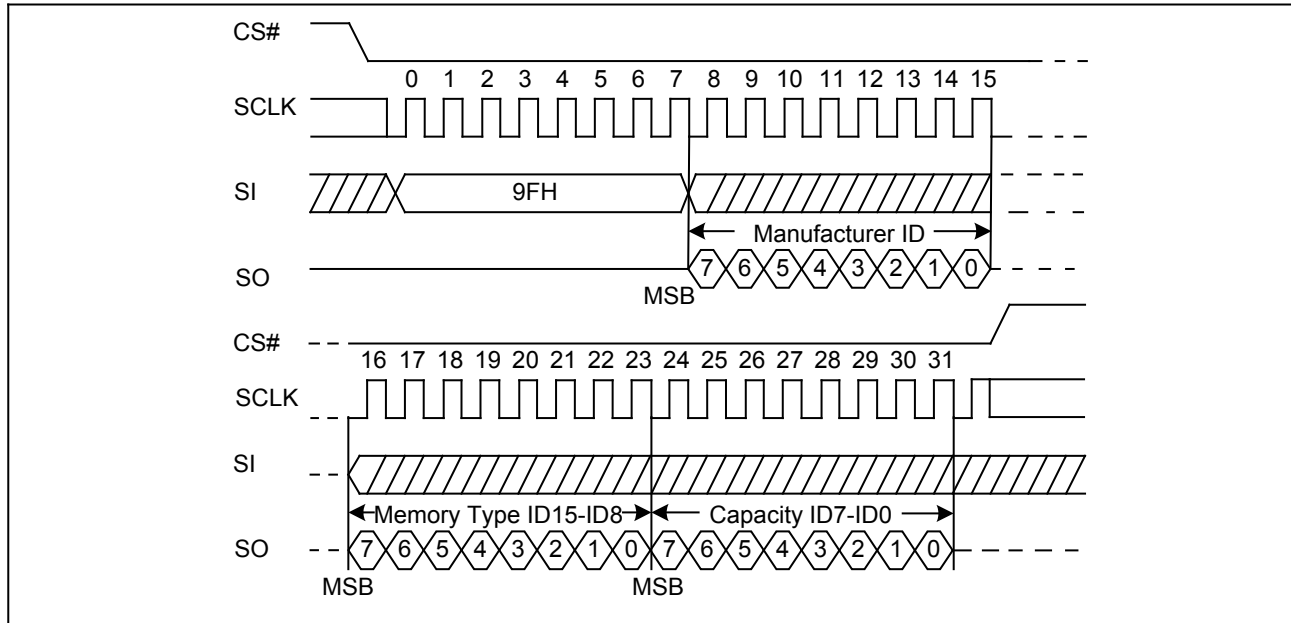 CS#
0 1 2 3 4 5 6 7 8 9 10 11 12 13 14 15
SCLK
SI
9FH
Manufacturer ID
SO
7 6 5 4 3 2 1 0
MSB
CS#
16 17 18 19 20 21 22 23 24 25 26 27 28 29 30 31
SCLK
SI
Memory Type ID15-ID8 Capacity ID7-ID0
SO
7 6 5 4 3 2 1 0 7 6 5 4 3 2 1 0
MSB MSB